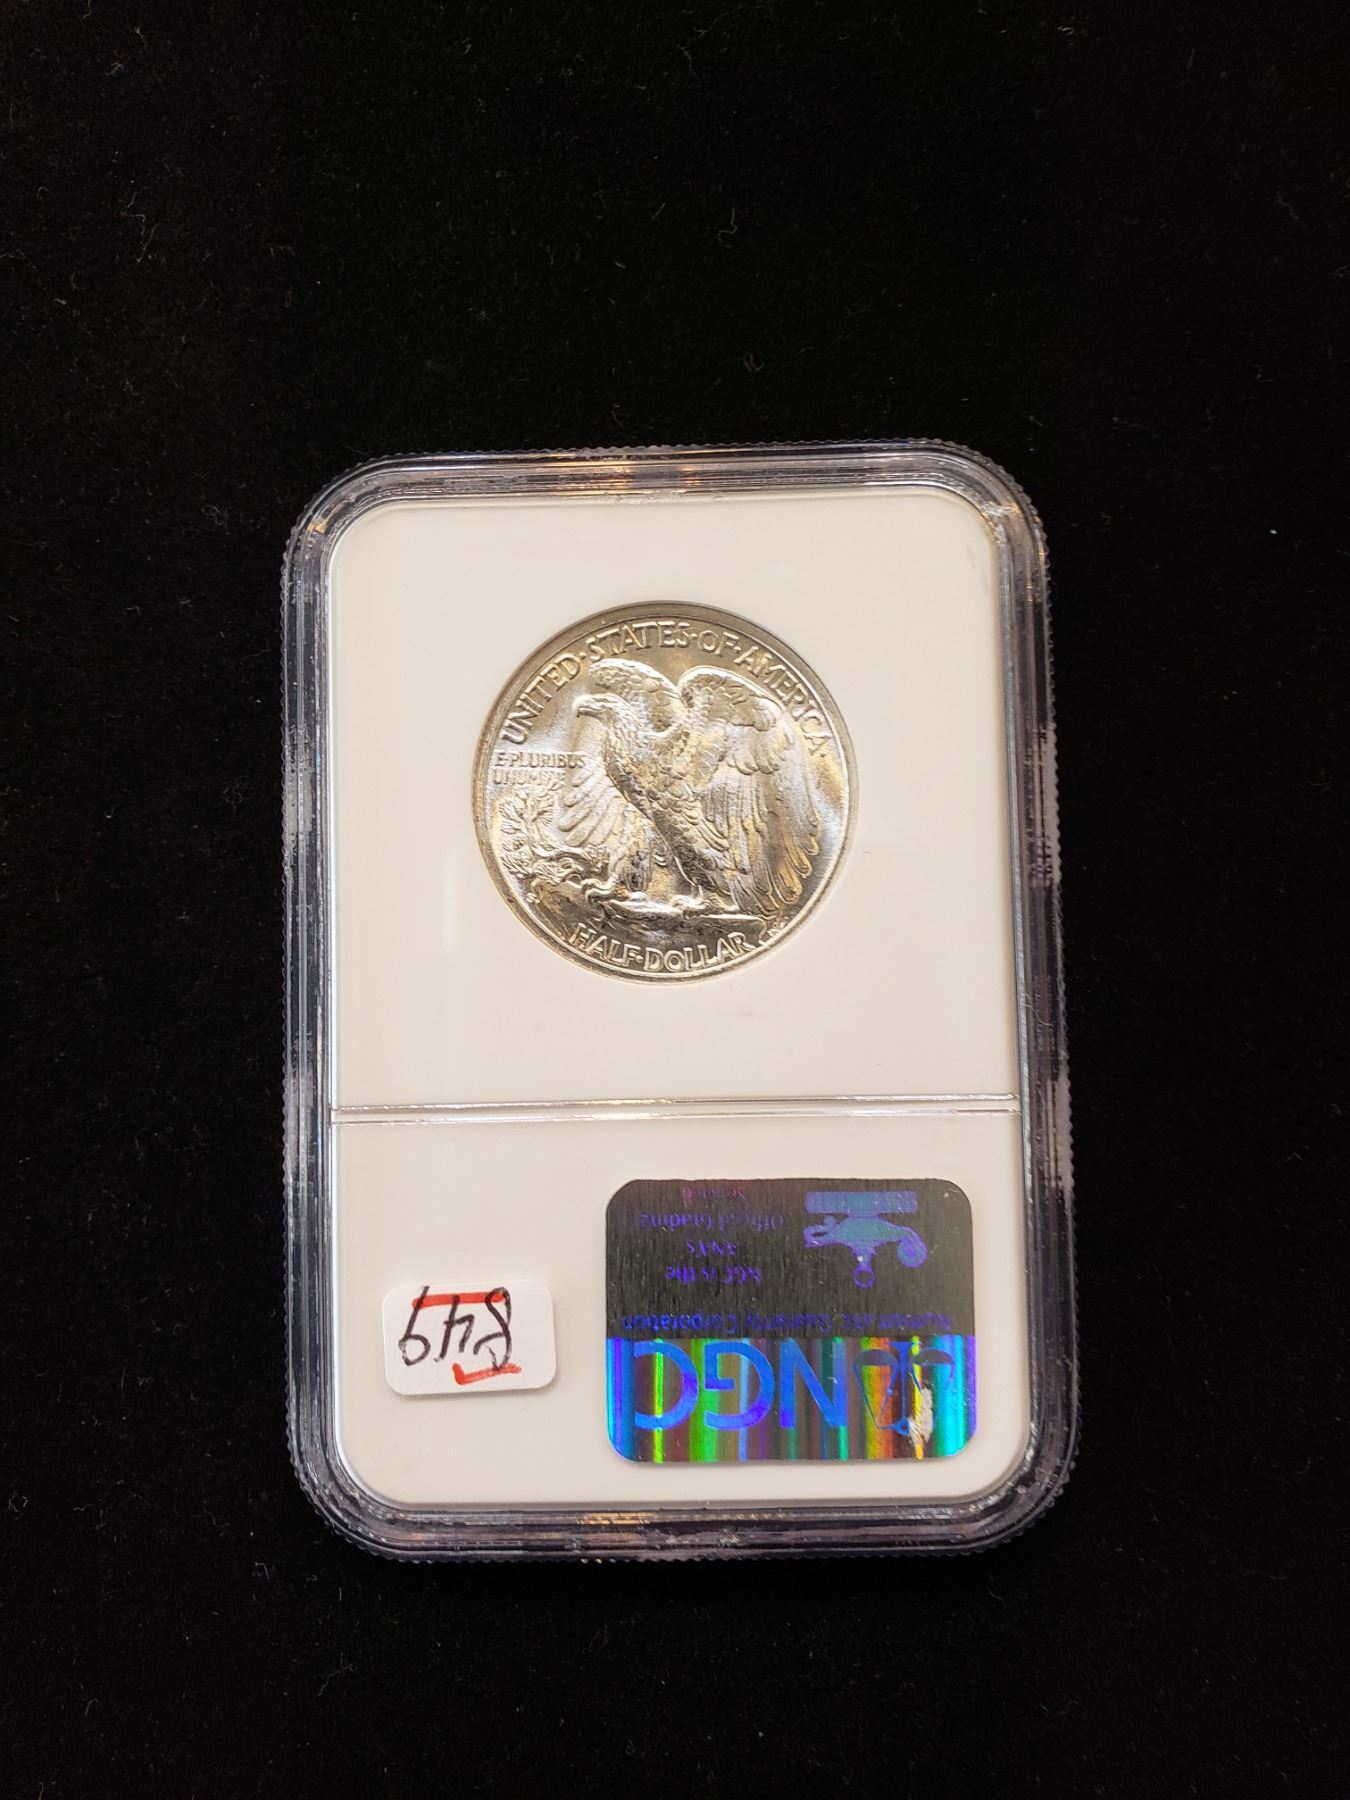 UNITED·STATES·OF·AMERICA
E·PLURIBUS
UNUM
HALF·DOLLAR
NGC
Numismatic Guaranty Corporation
NGC is the
ANA's
Official Grading
Service